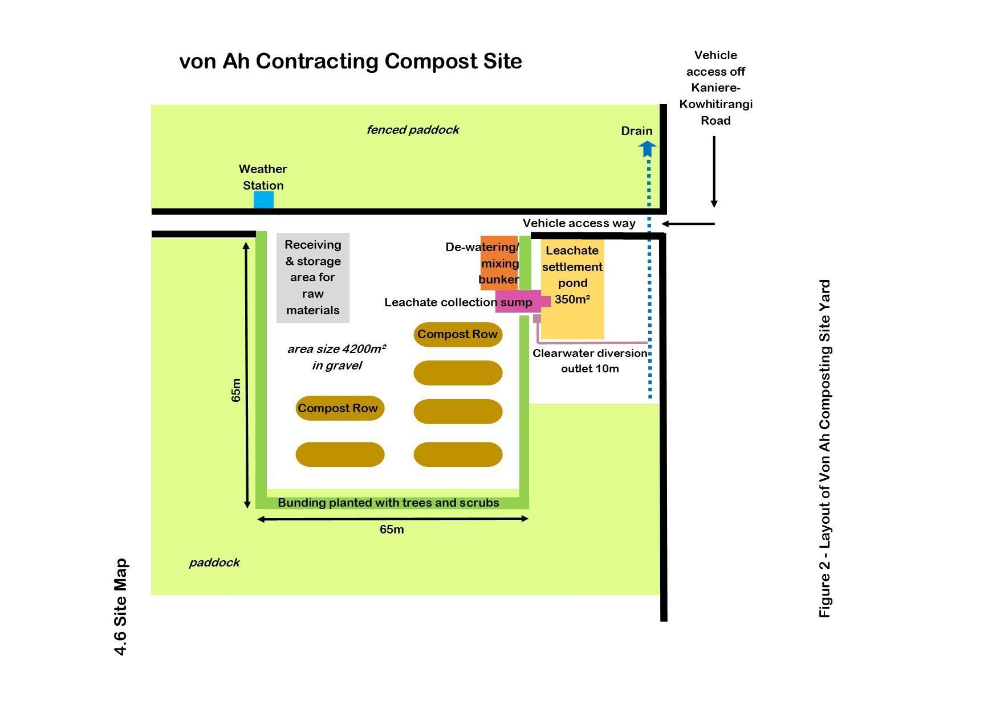 von Ah Contracting Compost Site
Vehicle
access off
Kaniere-
Kowhitirangi
Road
fenced paddock
Drain
Weather
Station
Vehicle access way
Receiving
& storage
area for
raw
materials
De-watering/
mixing
bunker
Leachate
settlement
pond
350m²
Leachate collection sump
Compost Row
area size 4200m²
in gravel
Clearwater diversion
outlet 10m
65m
Compost Row
Bunding planted with trees and scrubs
65m
paddock
4.6 Site Map
Figure 2 - Layout of Von Ah Composting Site Yard